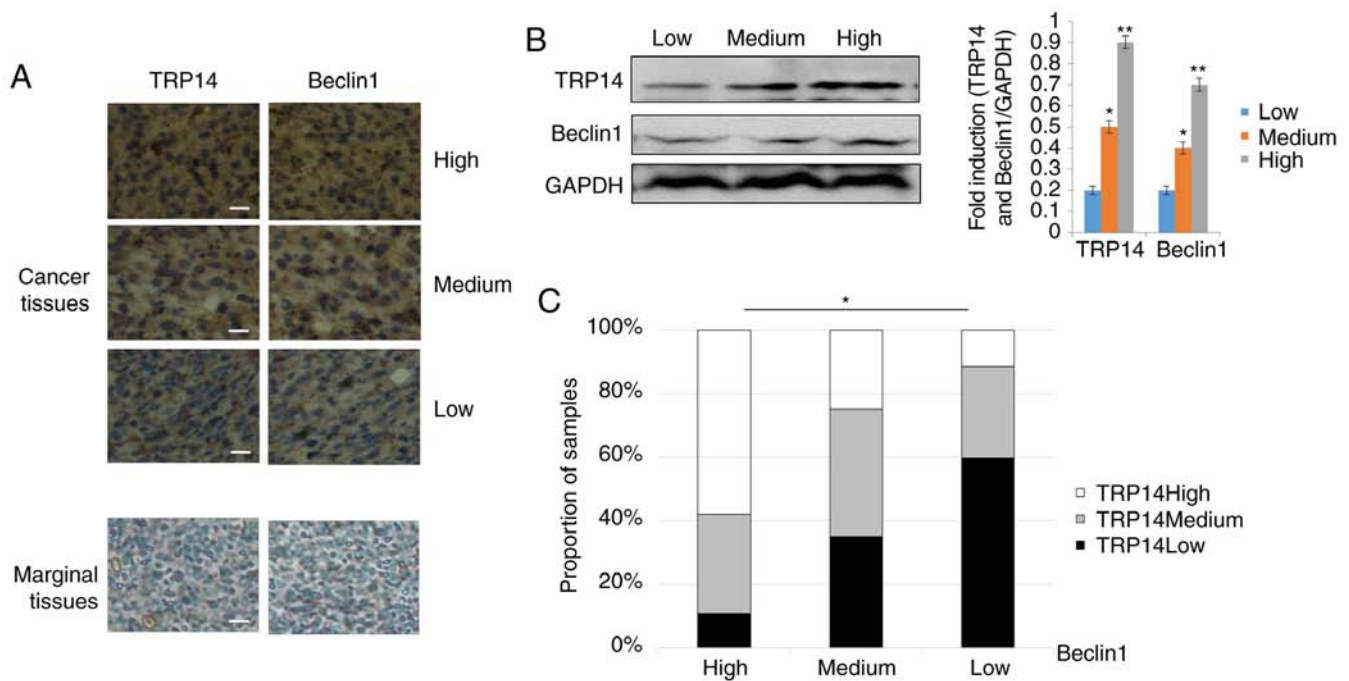 A
TRP14 Beclin1
High
Cancer
tissues
Medium
Low
Marginal
tissues
B
Low Medium High
TRP14
Beclin1
GAPDH
Fold induction (TRP14
and Beclin1/GAPDH)
1
0.9
0.8
0.7
0.6
0.5
0.4
0.3
0.2
0.1
0
* ** * **
TRP14 Beclin1
Low
Medium
High
C
*
Proportion of samples
100%
80%
60%
40%
20%
0%
High Medium Low Beclin1
TRP14High
TRP14Medium
TRP14Low